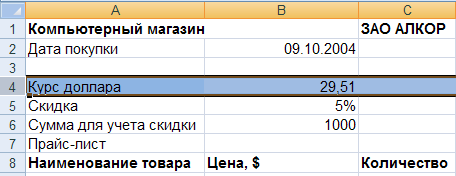 A B C
1 Компьютерный магазин ЗАО АЛКОР
2 Дата покупки 09.10.2004
3
4 Курс доллара 29,51
5 Скидка 5%
6 Сумма для учета скидки 1000
7 Прайс-лист
8 Наименование товара Цена, $ Количество